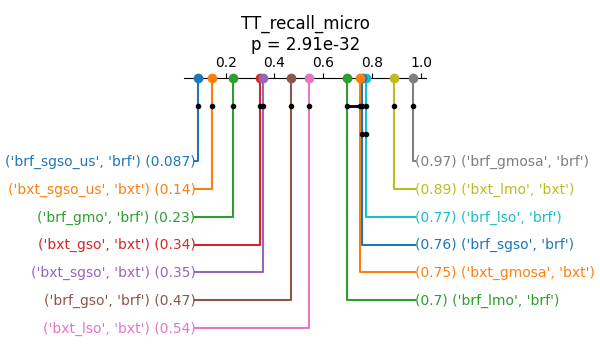 TT_recall_micro
p = 2.91e-32
0.2 0.4 0.6 0.8 1.0
('brf_sgso_us', 'brf') (0.087) (0.97) ('brf_gmosa', 'brf')
('bxt_sgso_us', 'bxt') (0.14) (0.89) ('bxt_lmo', 'bxt')
('brf_gmo', 'brf') (0.23) (0.77) ('brf_lso', 'brf')
('bxt_gso', 'bxt') (0.34) (0.76) ('brf_sgso', 'brf')
('bxt_sgso', 'bxt') (0.35) (0.75) ('bxt_gmosa', 'bxt')
('brf_gso', 'brf') (0.47) (0.7) ('brf_lmo', 'brf')
('bxt_lso', 'bxt') (0.54)